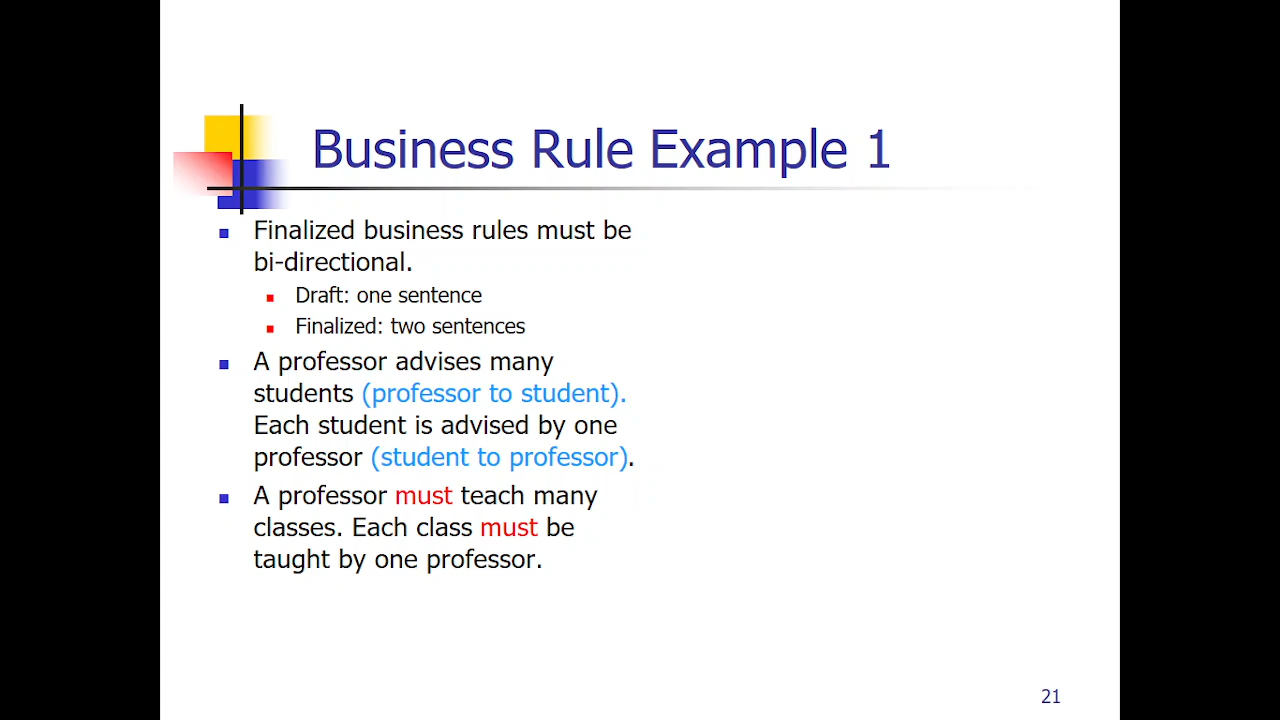 Business Rule Example 1
Finalized business rules must be
bi-directional.
Draft: one sentence
Finalized: two sentences
A professor advises many
students (professor to student).
Each student is advised by one
professor (student to professor).
A professor must teach many
classes. Each class must be
taught by one professor.
21